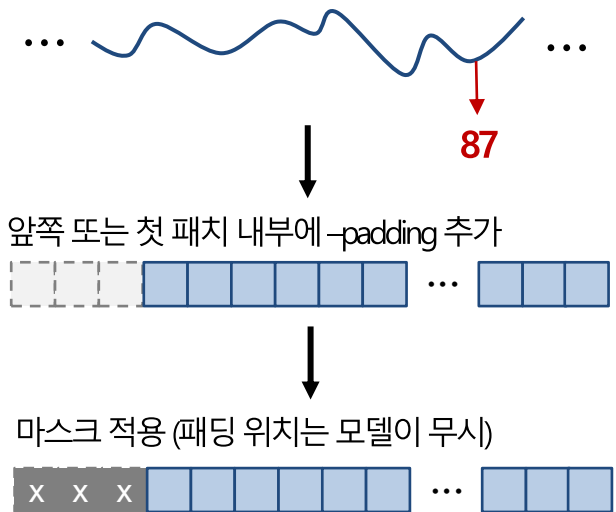 ... ...
87
앞쪽 또는 첫 패치 내부에 –padding 추가
...
마스크 적용 (패딩 위치는 모델이 무시)
x x x ...